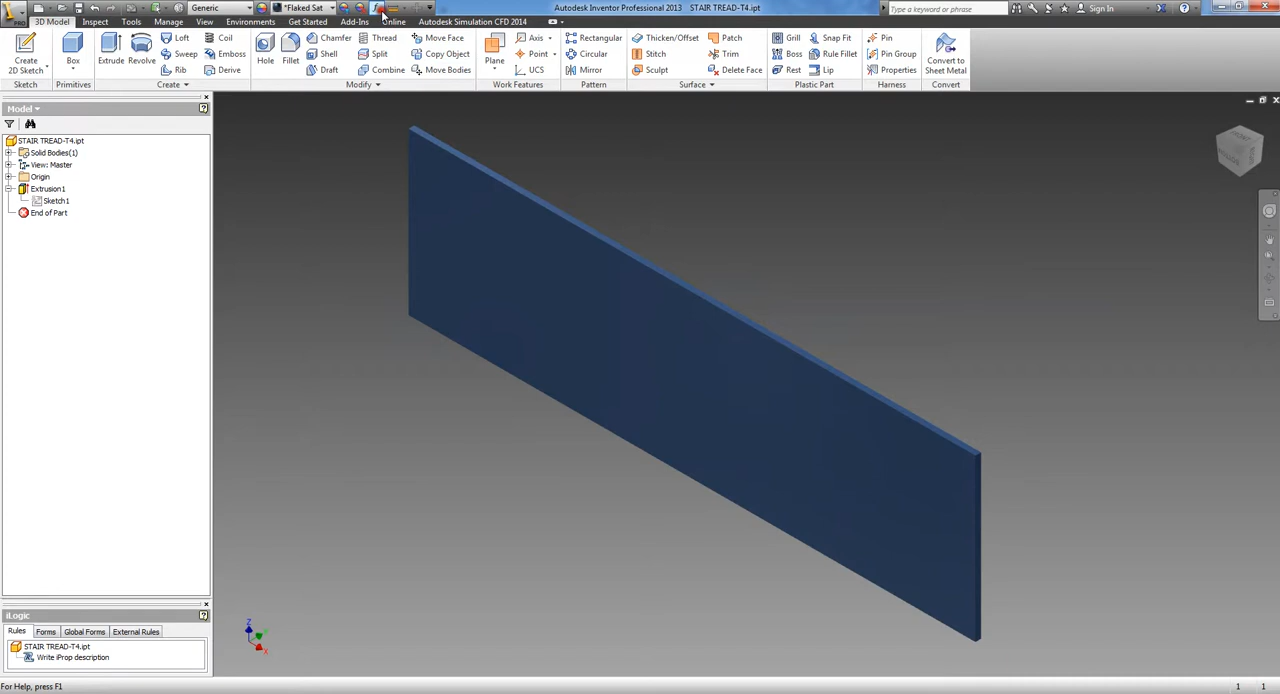 Generic *Flaked Sat Autodesk Inventor Professional 2013 STAIR TREAD-T4.ipt Type a keyword or phrase Sign In
PRO 3D Model Inspect Tools Manage View Environments Get Started Add-Ins Online Autodesk Simulation CFD 2014
Loft Coil Chamfer Thread Move Face Axis Rectangular Thicken/Offset Patch Grill Snap Fit Pin
Create 2D Sketch Box Extrude Revolve Sweep Emboss Hole Fillet Shell Split Copy Object Plane Point Circular Stitch Trim Boss Rule Fillet Pin Group Convert to Sheet Metal
Rib Derive Draft Combine Move Bodies UCS Mirror Sculpt Delete Face Rest Lip Properties
Sketch Primitives Create Modify Work Features Pattern Surface Plastic Part Harness Convert
Model
STAIR TREAD-T4.ipt
Solid Bodies(1)
View: Master
Origin
Extrusion1
Sketch1
End of Part
FRONT
BOTTOM
Z
X
iLogic
Rules Forms Global Forms External Rules
STAIR TREAD-T4.ipt
Write iProp description
For Help, press F1 1 1